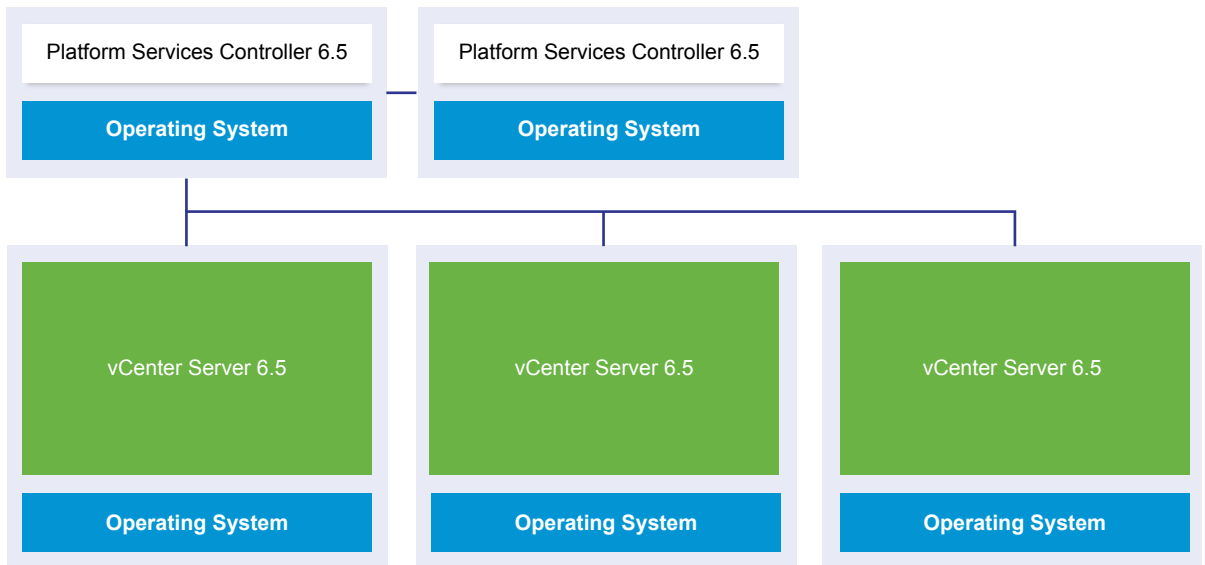 Platform Services Controller 6.5
Platform Services Controller 6.5
Operating System
Operating System
vCenter Server 6.5
vCenter Server 6.5
vCenter Server 6.5
Operating System
Operating System
Operating System